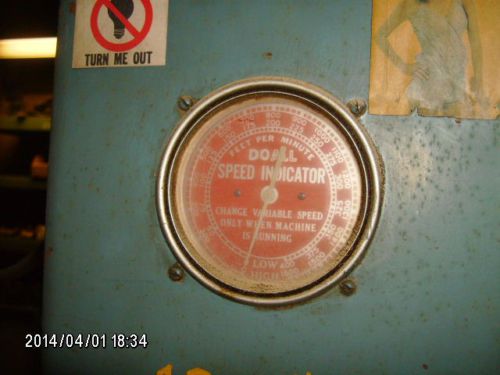 TURN ME OUT
FEET PER MINUTE
DOALL
SPEED INDICATOR
CHANGE VARIABLE SPEED
ONLY WHEN MACHINE
IS RUNNING
LOW
HIGH
2014/04/01 18:34